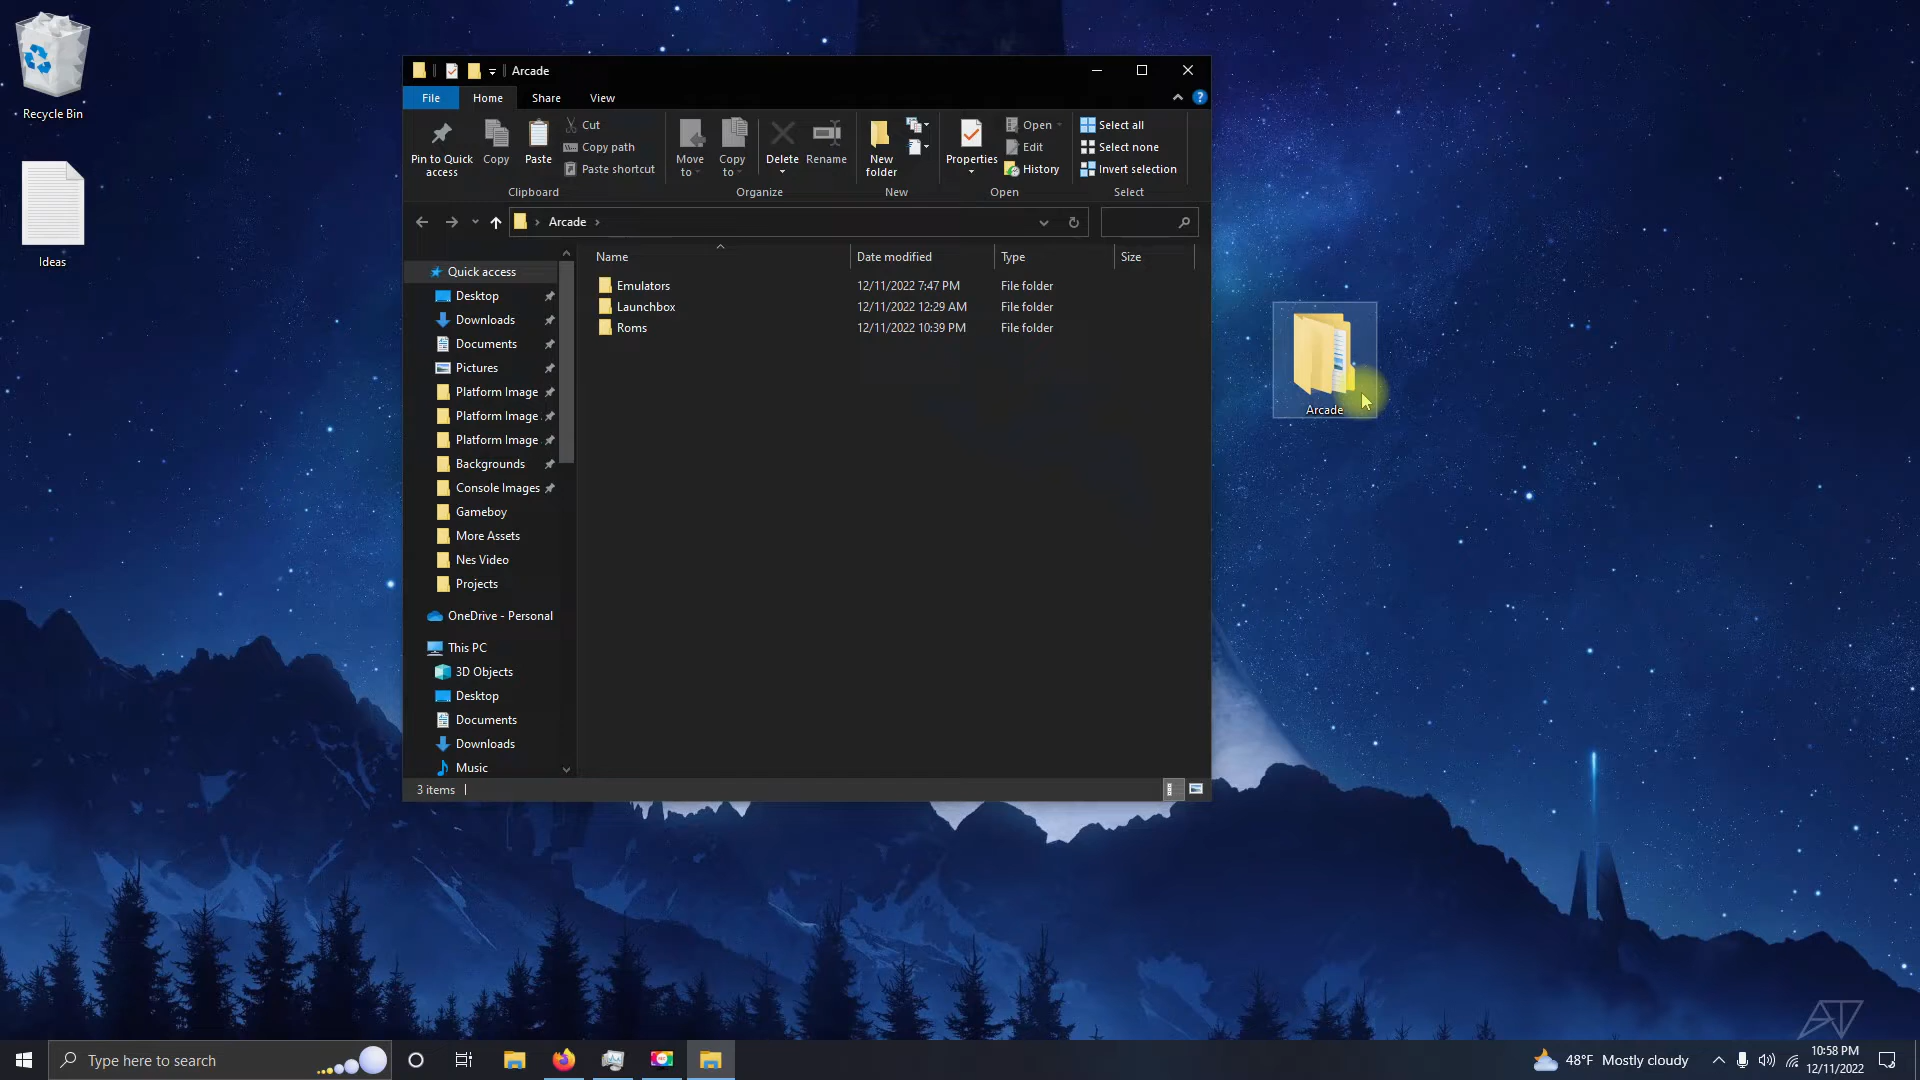 Recycle Bin
Ideas
Arcade
File Home Share View
Pin to Quick access
Copy
Paste
Cut
Copy path
Paste shortcut
Move to
Copy to
Delete
Rename
New folder
Properties
Open
Edit
History
Select all
Select none
Invert selection
Clipboard Organize New Open Select
Arcade
Name Date modified Type Size
Emulators 12/11/2022 7:47 PM File folder
Launchbox 12/11/2022 12:29 AM File folder
Roms 12/11/2022 10:39 PM File folder
Quick access
Desktop
Downloads
Documents
Pictures
Platform Image
Platform Image
Platform Image
Backgrounds
Console Images
Gameboy
More Assets
Nes Video
Projects
OneDrive - Personal
This PC
3D Objects
Desktop
Documents
Downloads
Music
3 items
Arcade
Type here to search
48°F Mostly cloudy
10:58 PM
12/11/2022